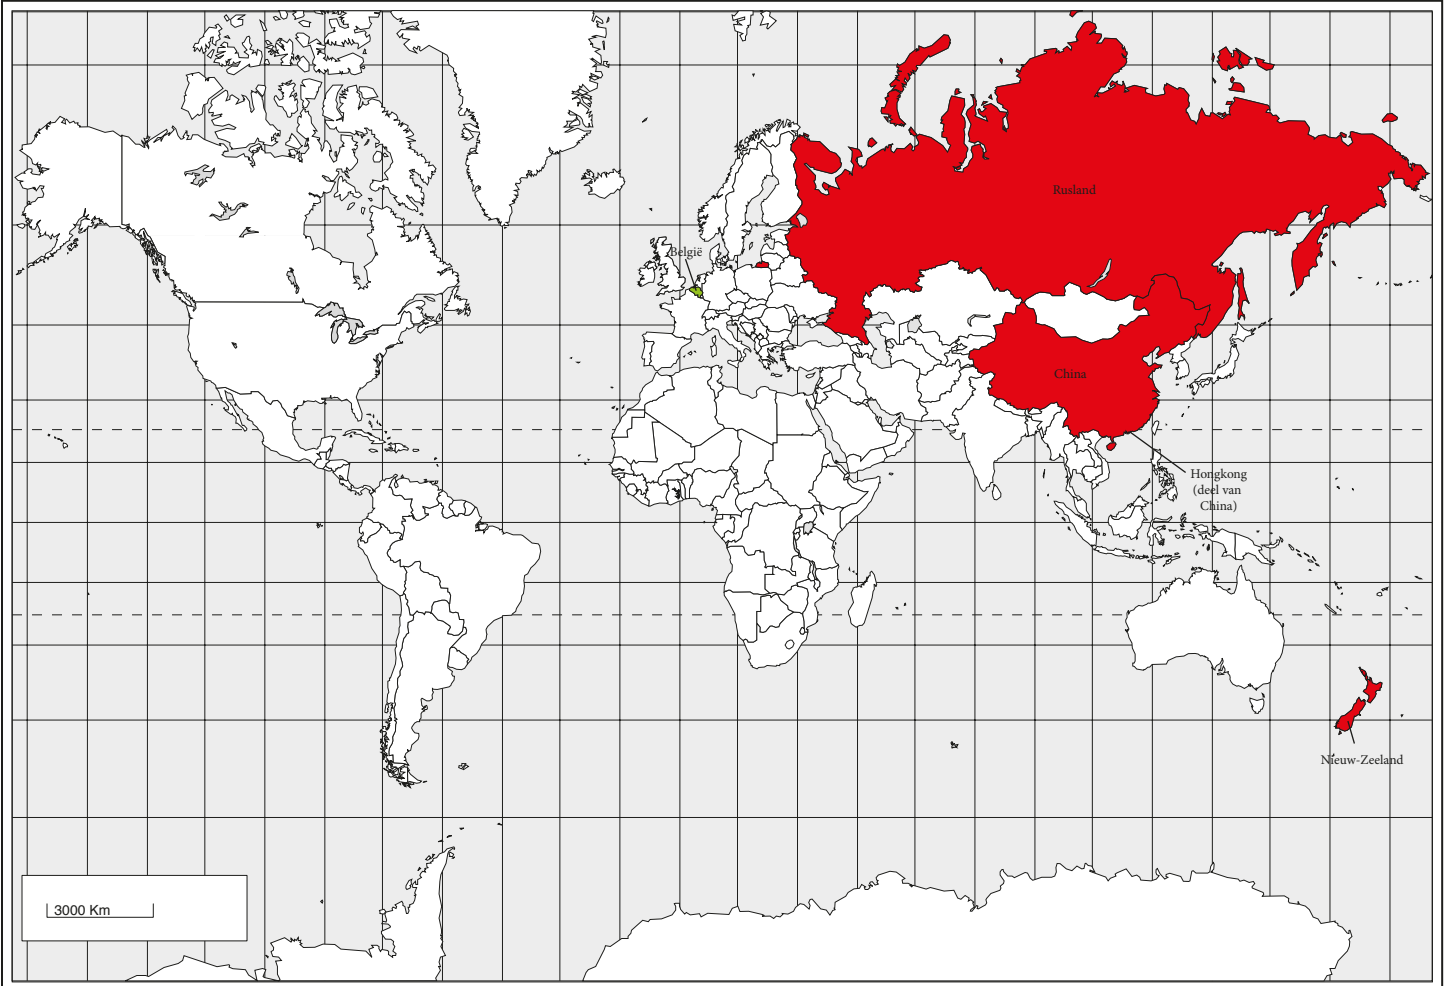 Rusland
België
China
Hongkong
(deel van
China)
Nieuw-Zeeland
3000 Km